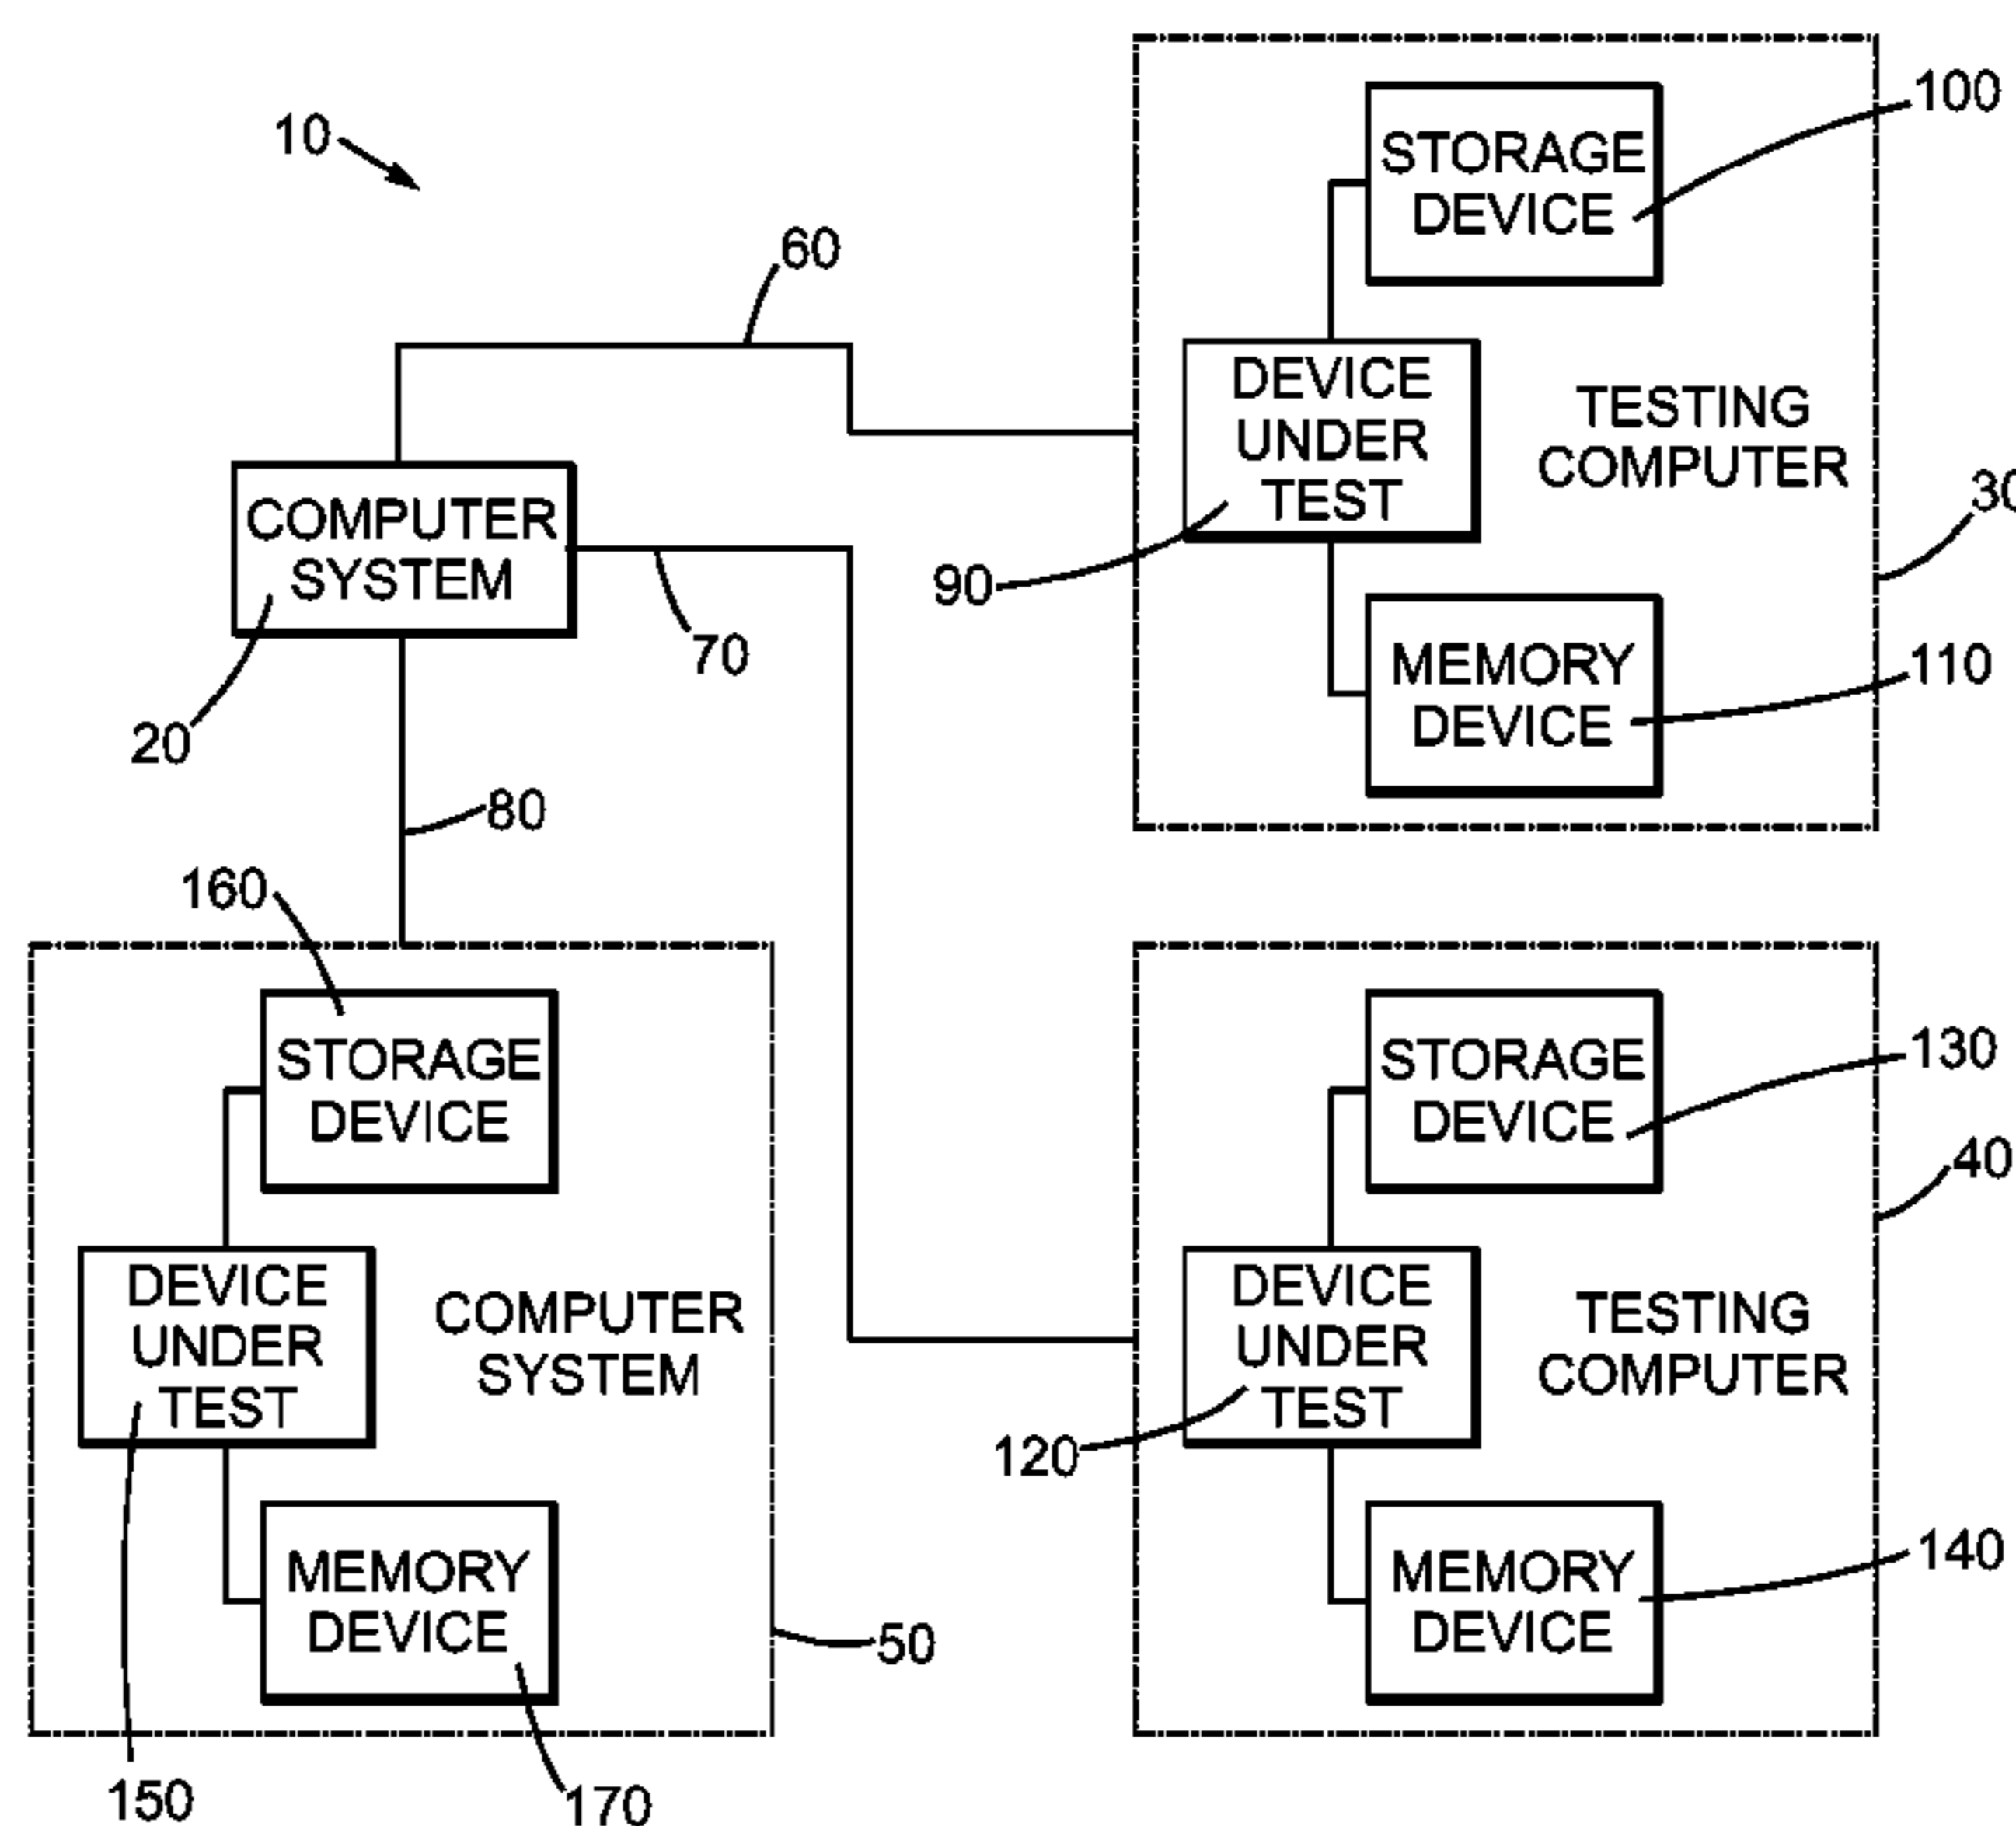 10
60
100
STORAGE
DEVICE
DEVICE
UNDER
TEST
TESTING
COMPUTER
30
90
MEMORY
DEVICE
110
COMPUTER
SYSTEM
20
70
80
160
STORAGE
DEVICE
DEVICE
UNDER
TEST
COMPUTER
SYSTEM
MEMORY
DEVICE
50
150
170
STORAGE
DEVICE
130
40
DEVICE
UNDER
TEST
TESTING
COMPUTER
120
MEMORY
DEVICE
140